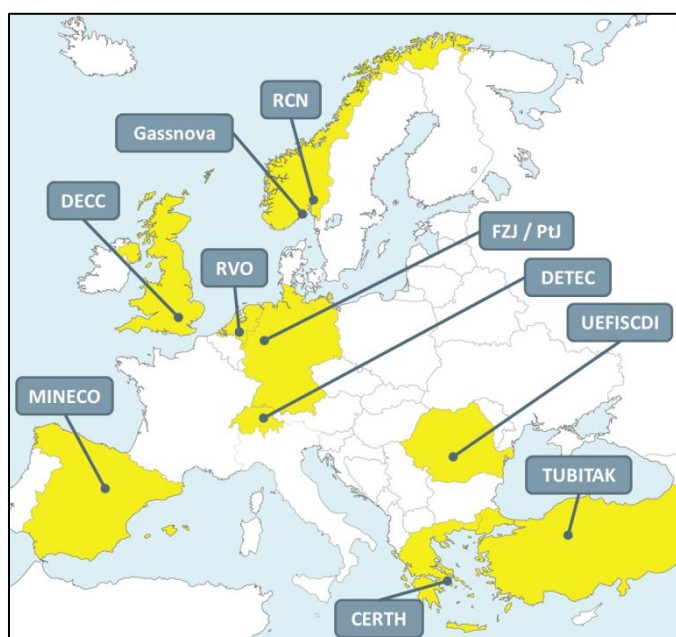 RCN
Gassnova
DECC
FZJ / PtJ
RVO
DETEC
UEFISCDI
MINECO
TUBITAK
CERTH